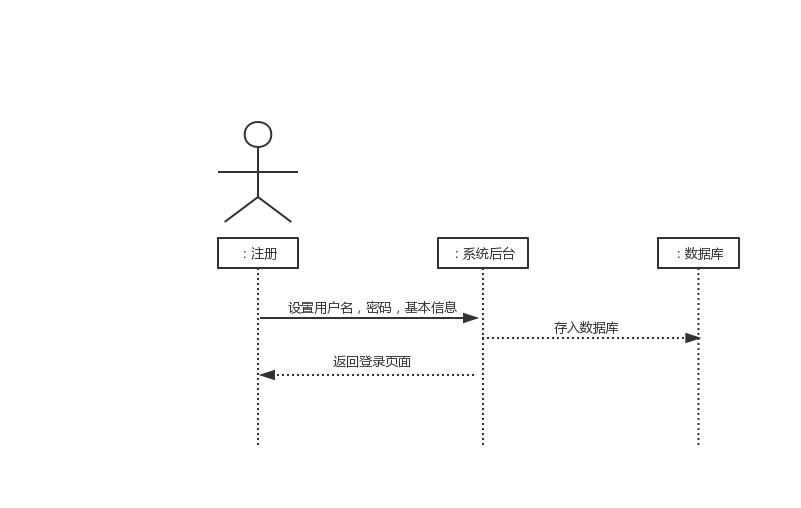 : 注册
: 系统后台
: 数据库
设置用户名，密码，基本信息
存入数据库
返回登录页面